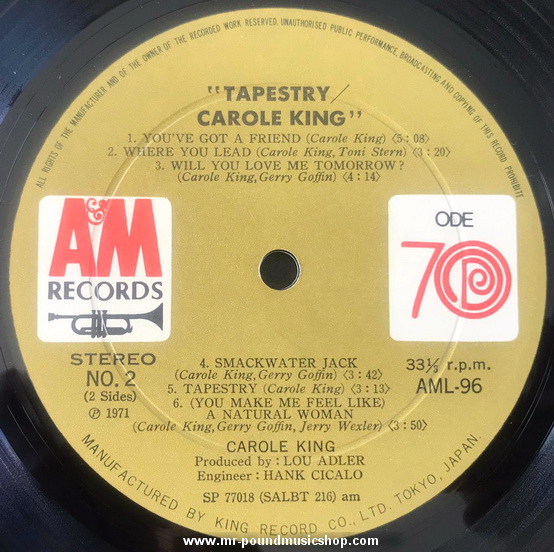 ALL RIGHTS OF THE MANUFACTURER AND OF THE OWNER OF THE RECORDED WORK RESERVED. UNAUTHORISED PUBLIC PERFORMANCE, BROADCASTING AND COPYING OF THIS RECORD PROHIBITE
"TAPESTRY/
CAROLE KING"
1. YOU'VE GOT A FRIEND (Carole King) ⟨5:08⟩
2. WHERE YOU LEAD (Carole King, Toni Stern) ⟨3:20⟩
3. WILL YOU LOVE ME TOMORROW?
(Carole King, Gerry Goffin) ⟨4:14⟩
A&M
RECORDS
ODE
70
STEREO
NO. 2
(2 Sides)
Ⓟ 1971
4. SMACKWATER JACK
(Carole King, Gerry Goffin) ⟨3:42⟩
5. TAPESTRY (Carole King) ⟨3:13⟩
6. (YOU MAKE ME FEEL LIKE)
A NATURAL WOMAN
(Carole King, Gerry Goffin, Jerry Wexler) ⟨3:50⟩
33⅓ r.p.m.
AML-96
CAROLE KING
Produced by : LOU ADLER
Engineer : HANK CICALO
SP 77018 (SALBT 216) am
MANUFACTURED BY KING RECORD CO., LTD. TOKYO, JAPAN.
www.mr-poundmusicshop.com